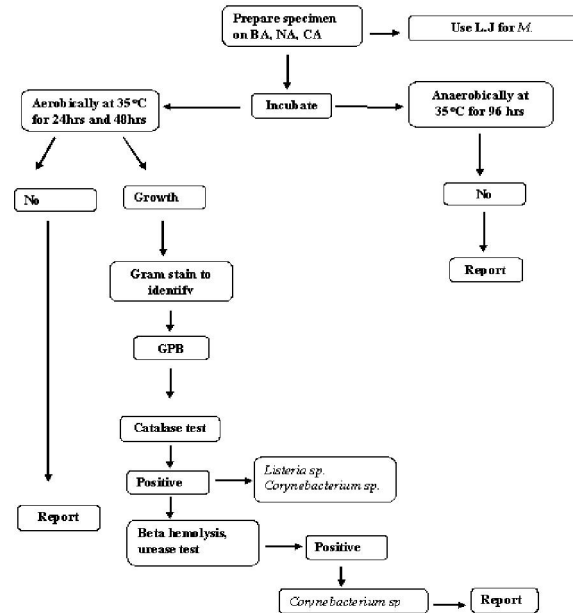 Prepare specimen
on BA, NA, CA
Use L.J for M.
Incubate
Aerobically at 35°C
for 24hrs and 48hrs
Anaerobically at
35°C for 96 hrs
No
Growth
No
Gram stain to
identify
Report
GPB
Catalase test
Positive
Listeria sp.
Corynebacterium sp.
Report
Beta hemolysis,
urease test
Positive
Corynebacterium sp
Report